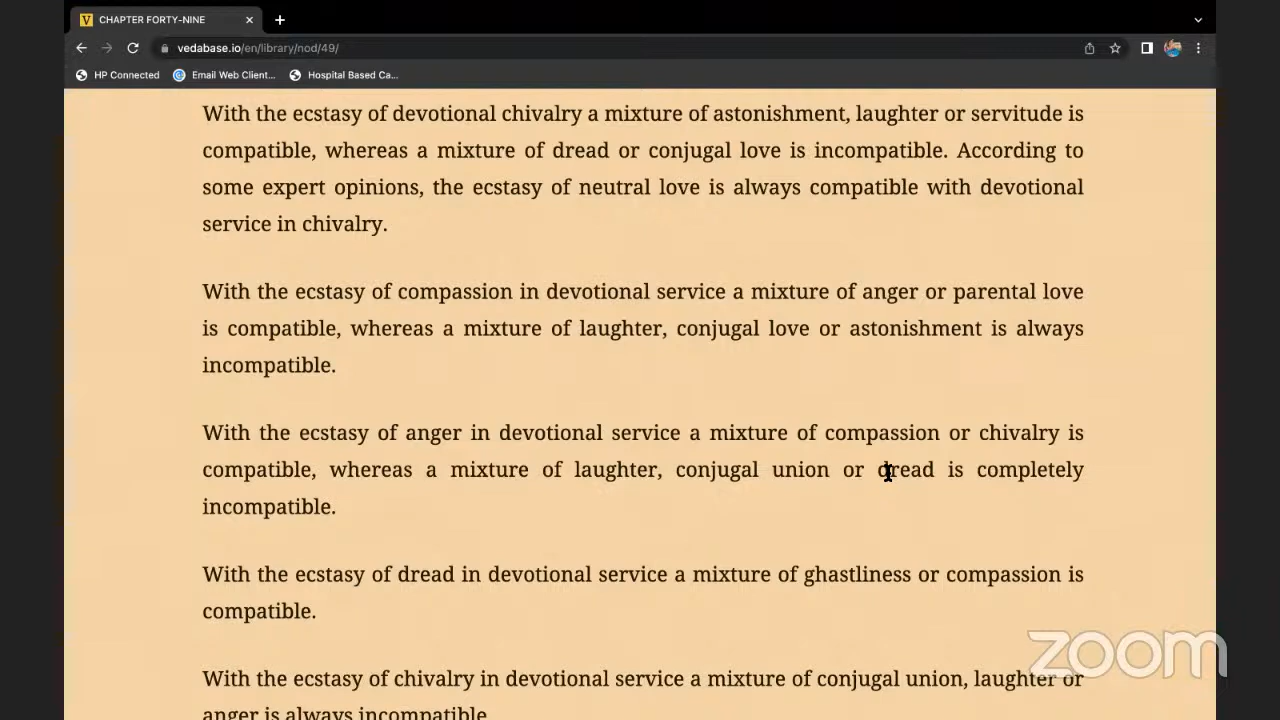 CHAPTER FORTY-NINE
vedabase.io/en/library/nod/49/
HP Connected Email Web Client... Hospital Based Ca...
With the ecstasy of devotional chivalry a mixture of astonishment, laughter or servitude is
compatible, whereas a mixture of dread or conjugal love is incompatible. According to
some expert opinions, the ecstasy of neutral love is always compatible with devotional
service in chivalry.
With the ecstasy of compassion in devotional service a mixture of anger or parental love
is compatible, whereas a mixture of laughter, conjugal love or astonishment is always
incompatible.
With the ecstasy of anger in devotional service a mixture of compassion or chivalry is
compatible, whereas a mixture of laughter, conjugal union or dread is completely
incompatible.
With the ecstasy of dread in devotional service a mixture of ghastliness or compassion is
compatible.
With the ecstasy of chivalry in devotional service a mixture of conjugal union, laughter or
anger is always incompatible.
zoom